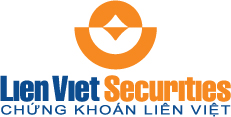 Lien Viet Securities
CHỨNG KHOÁN LIÊN VIỆT